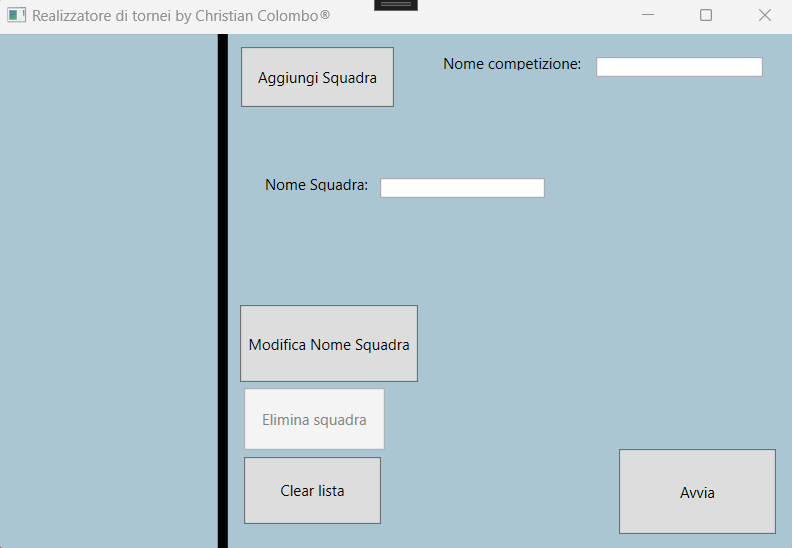 Realizzatore di tornei by Christian Colombo®
Aggiungi Squadra
Nome competizione:
Nome Squadra:
Modifica Nome Squadra
Elimina squadra
Clear lista
Avvia